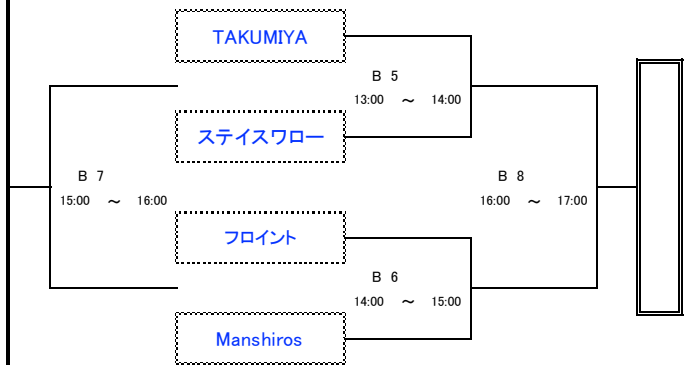 TAKUMIYA
B 5
13:00 ～ 14:00
ステイスワロー
B 7
15:00 ～ 16:00
B 8
16:00 ～ 17:00
フロイント
B 6
14:00 ～ 15:00
Manshiros